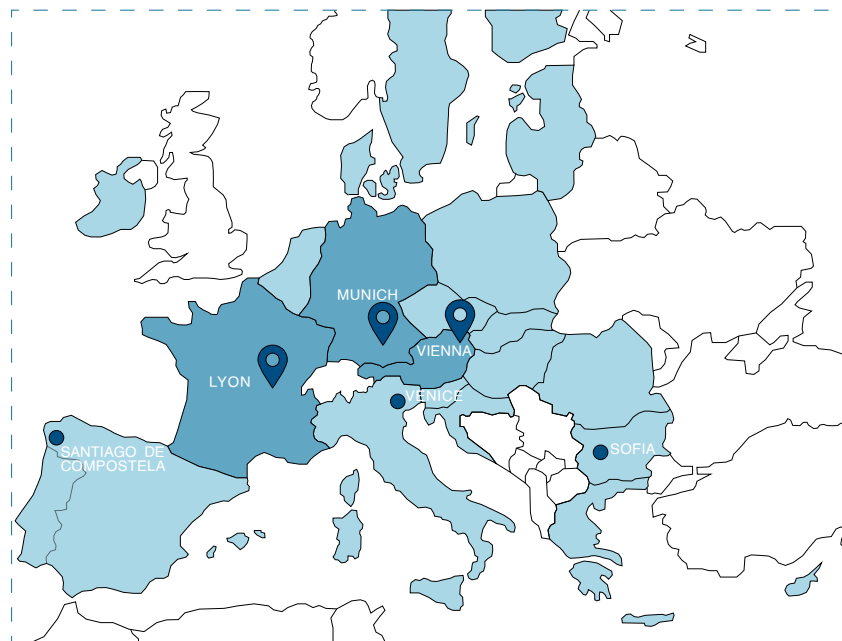 MUNICH
VIENNA
LYON
VENICE
SANTIAGO DE
COMPOSTELA
SOFIA